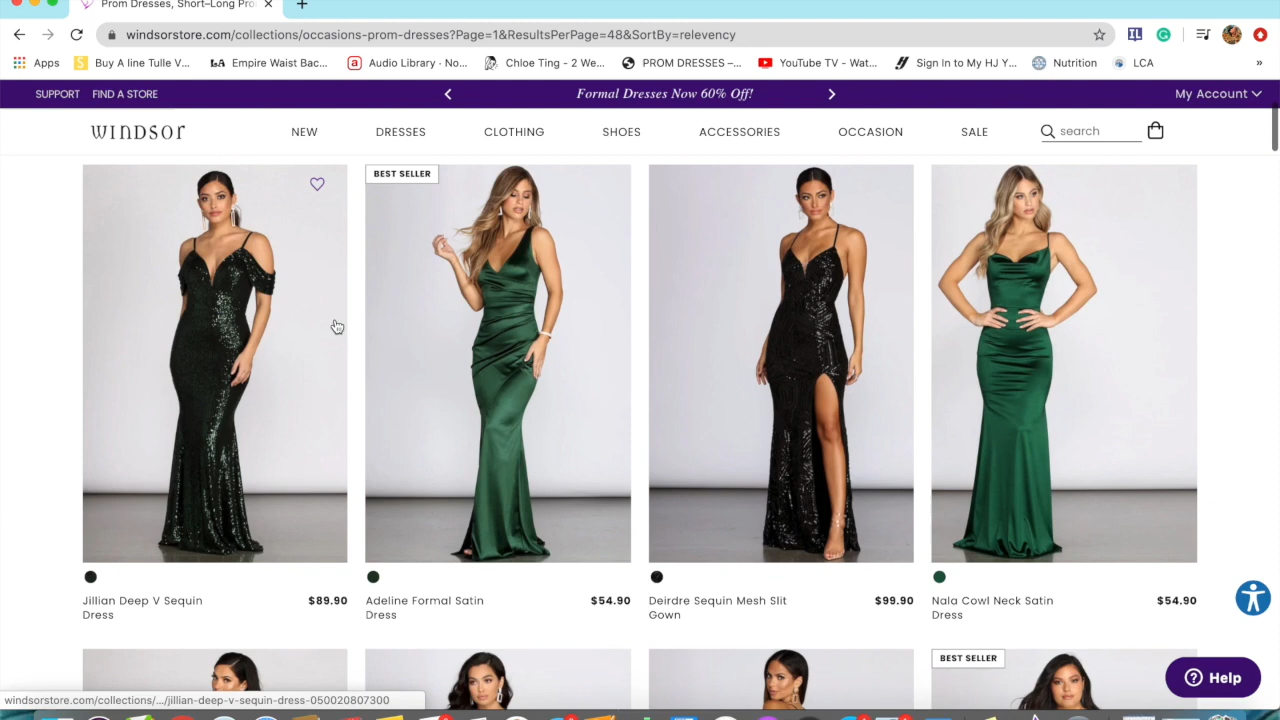 Prom Dresses, Short–Long Pro
windsorstore.com/collections/occasions-prom-dresses?Page=1&ResultsPerPage=48&SortBy=relevency
Apps
Buy A line Tulle V...
Empire Waist Bac...
Audio Library - No...
Chloe Ting - 2 We...
PROM DRESSES –...
YouTube TV - Wat...
Sign In to My HJ Y...
Nutrition
LCA
»
SUPPORT FIND A STORE
Formal Dresses Now 60% Off!
My Account
WINDSOR
NEW
DRESSES
CLOTHING
SHOES
ACCESSORIES
OCCASION
SALE
search
BEST SELLER
Jillian Deep V Sequin
Dress
$89.90
Adeline Formal Satin
Dress
$54.90
Deirdre Sequin Mesh Slit
Gown
$99.90
Nala Cowl Neck Satin
Dress
$54.90
BEST SELLER
Help
windsorstore.com/collections/.../jillian-deep-v-sequin-dress-050020807300